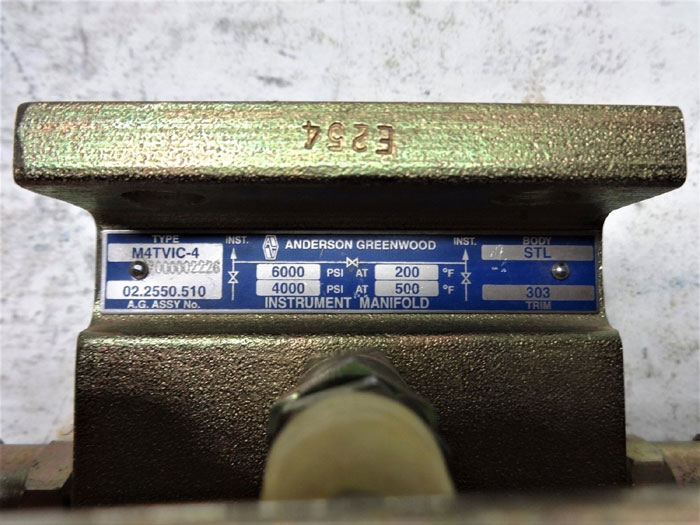 E254
TYPE
M4TVIC-4
7000002226
02.2550.510
A.G. ASSY No.
INST.
ANDERSON GREENWOOD
6000 PSI AT 200 °F
4000 PSI AT 500 °F
INSTRUMENT MANIFOLD
INST.
BODY
STL
303
TRIM